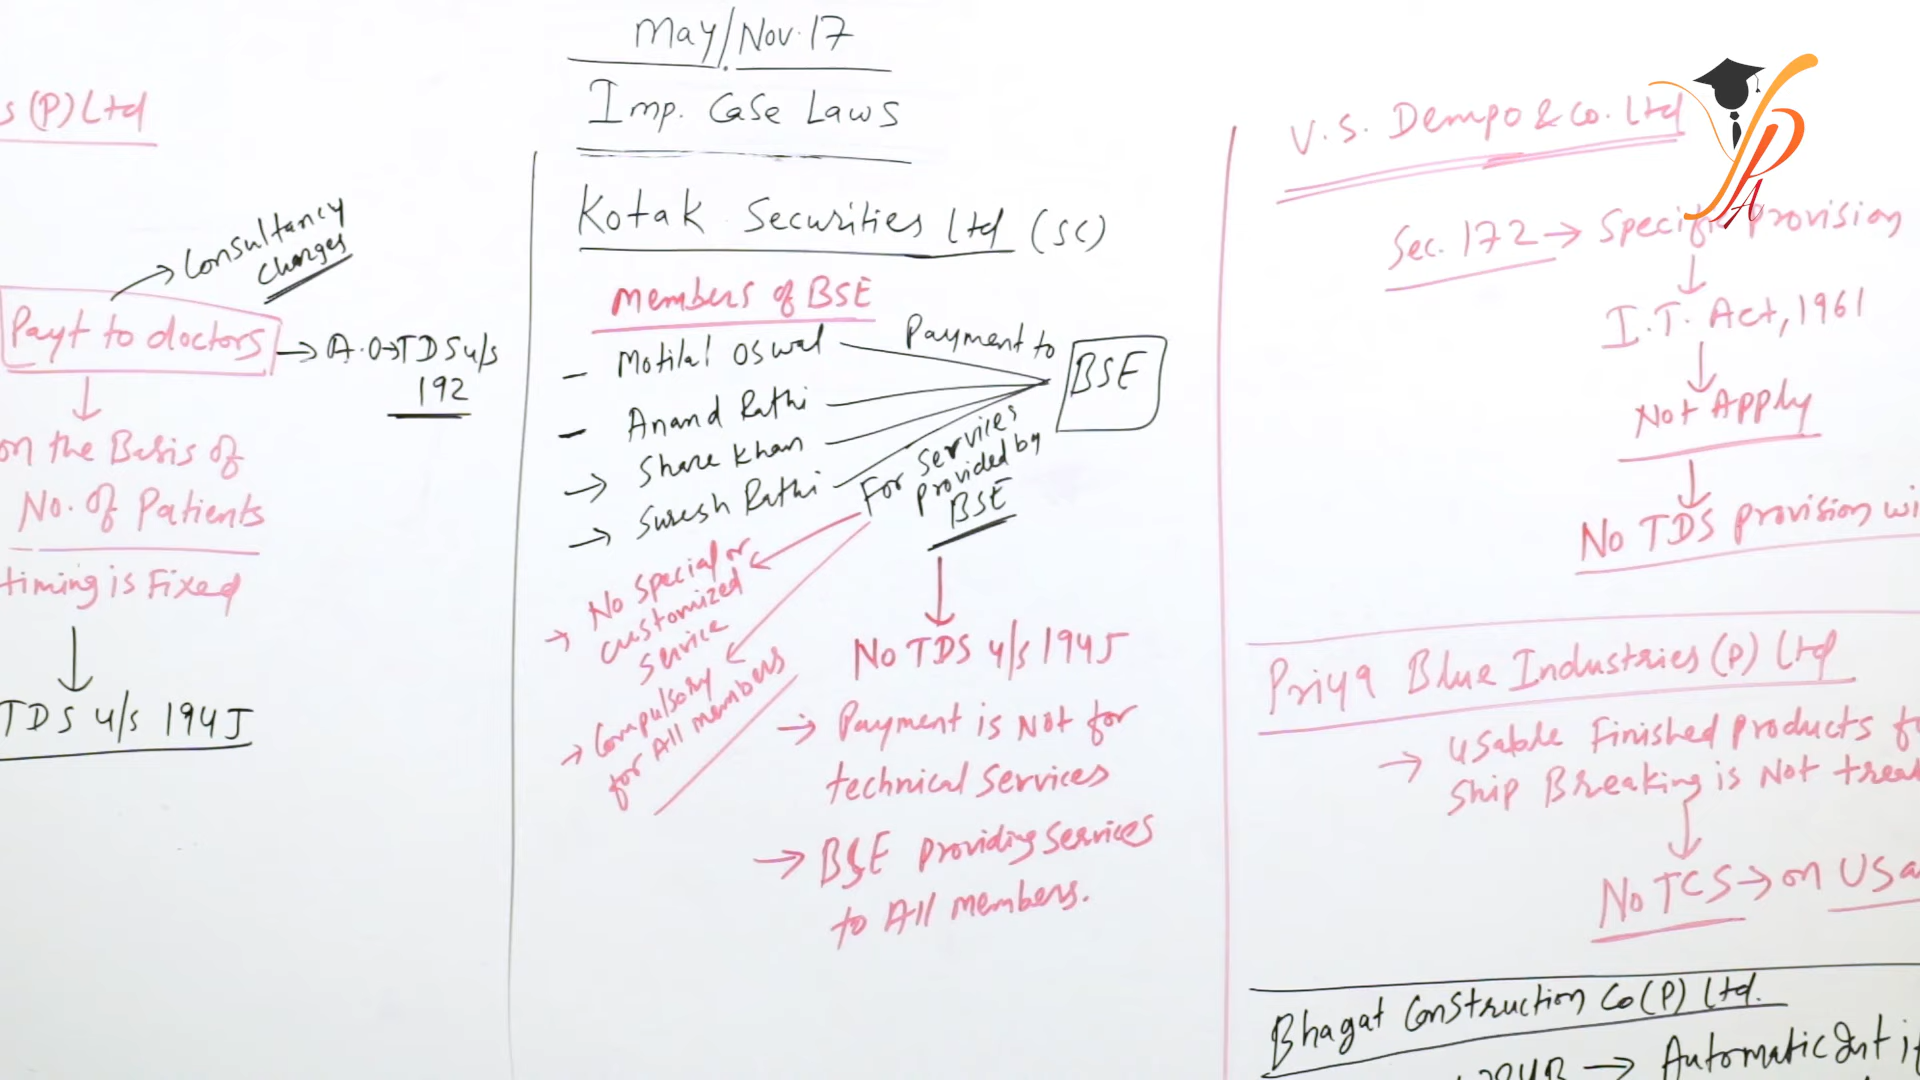 May/Nov.17
Imp. Case Laws
s (P) Ltd
Consultancy
Charges
Payt to doctors
A.O→TDS u/s
192
on the Basis of
No. of Patients
timing is Fixed
TDS u/s 194J
Kotak Securities Ltd (SC)
Members of BSE
- Motilal Oswal
- Anand Rathi
→ Share khan
→ Suresh Rathi
Payment to
BSE
For services
provided by
BSE
→ No special or
customized
service
→ Compulsory
for All members
No TDS u/s 194J
→ Payment is Not for
technical services
→ BSE providing services
to All members.
V.S. Dempo & Co. Ltd
Sec. 172 → Specific provision
I.T. Act, 1961
Not Apply
No TDS provision wi
Priya Blue Industries (P) Ltd
→ Usable Finished products f
Ship Breaking is Not trea
No TCS → on Usa
Bhagat Construction Co (P) Ltd.
→ Automatic Int if